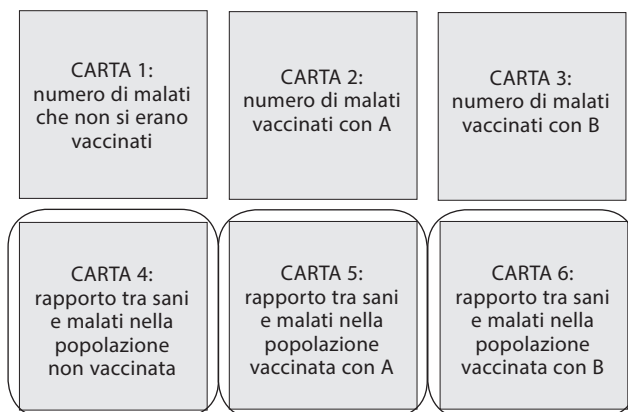 CARTA 1:
numero di malati
che non si erano
vaccinati
CARTA 2:
numero di malati
vaccinati con A
CARTA 3:
numero di malati
vaccinati con B
CARTA 4:
rapporto tra sani
e malati nella
popolazione
non vaccinata
CARTA 5:
rapporto tra sani
e malati nella
popolazione
vaccinata con A
CARTA 6:
rapporto tra sani
e malati nella
popolazione
vaccinata con B